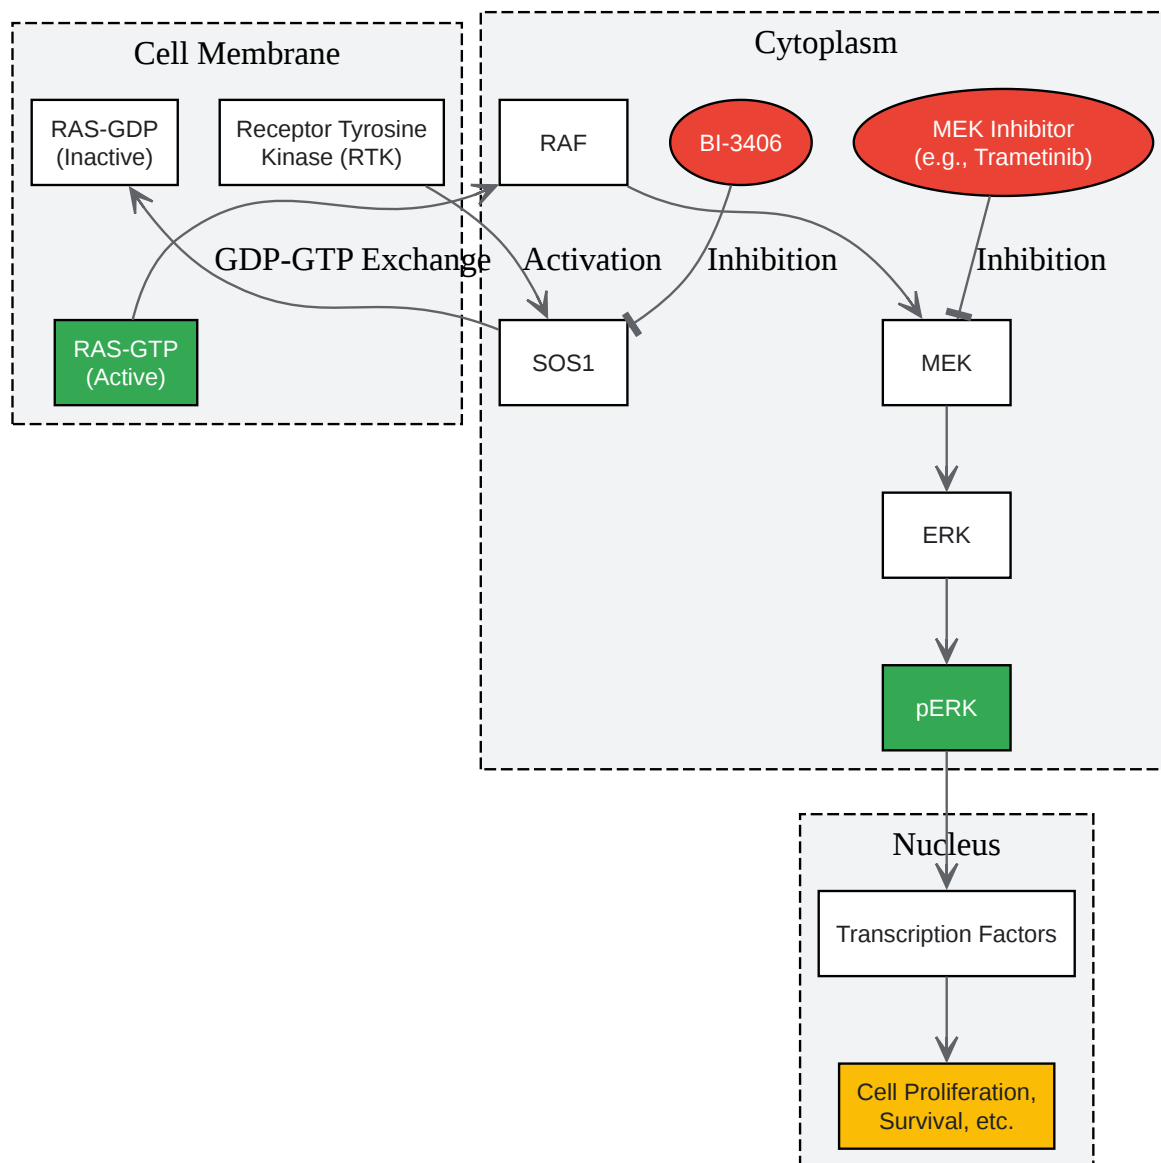 Cell Membrane
RAS-GDP
(Inactive)
Receptor Tyrosine
Kinase (RTK)
RAS-GTP
(Active)
Cytoplasm
RAF
BI-3406
MEK Inhibitor
(e.g., Trametinib)
GDP-GTP Exchange
Activation
Inhibition
Inhibition
SOS1
MEK
ERK
pERK
Nucleus
Transcription Factors
Cell Proliferation,
Survival, etc.